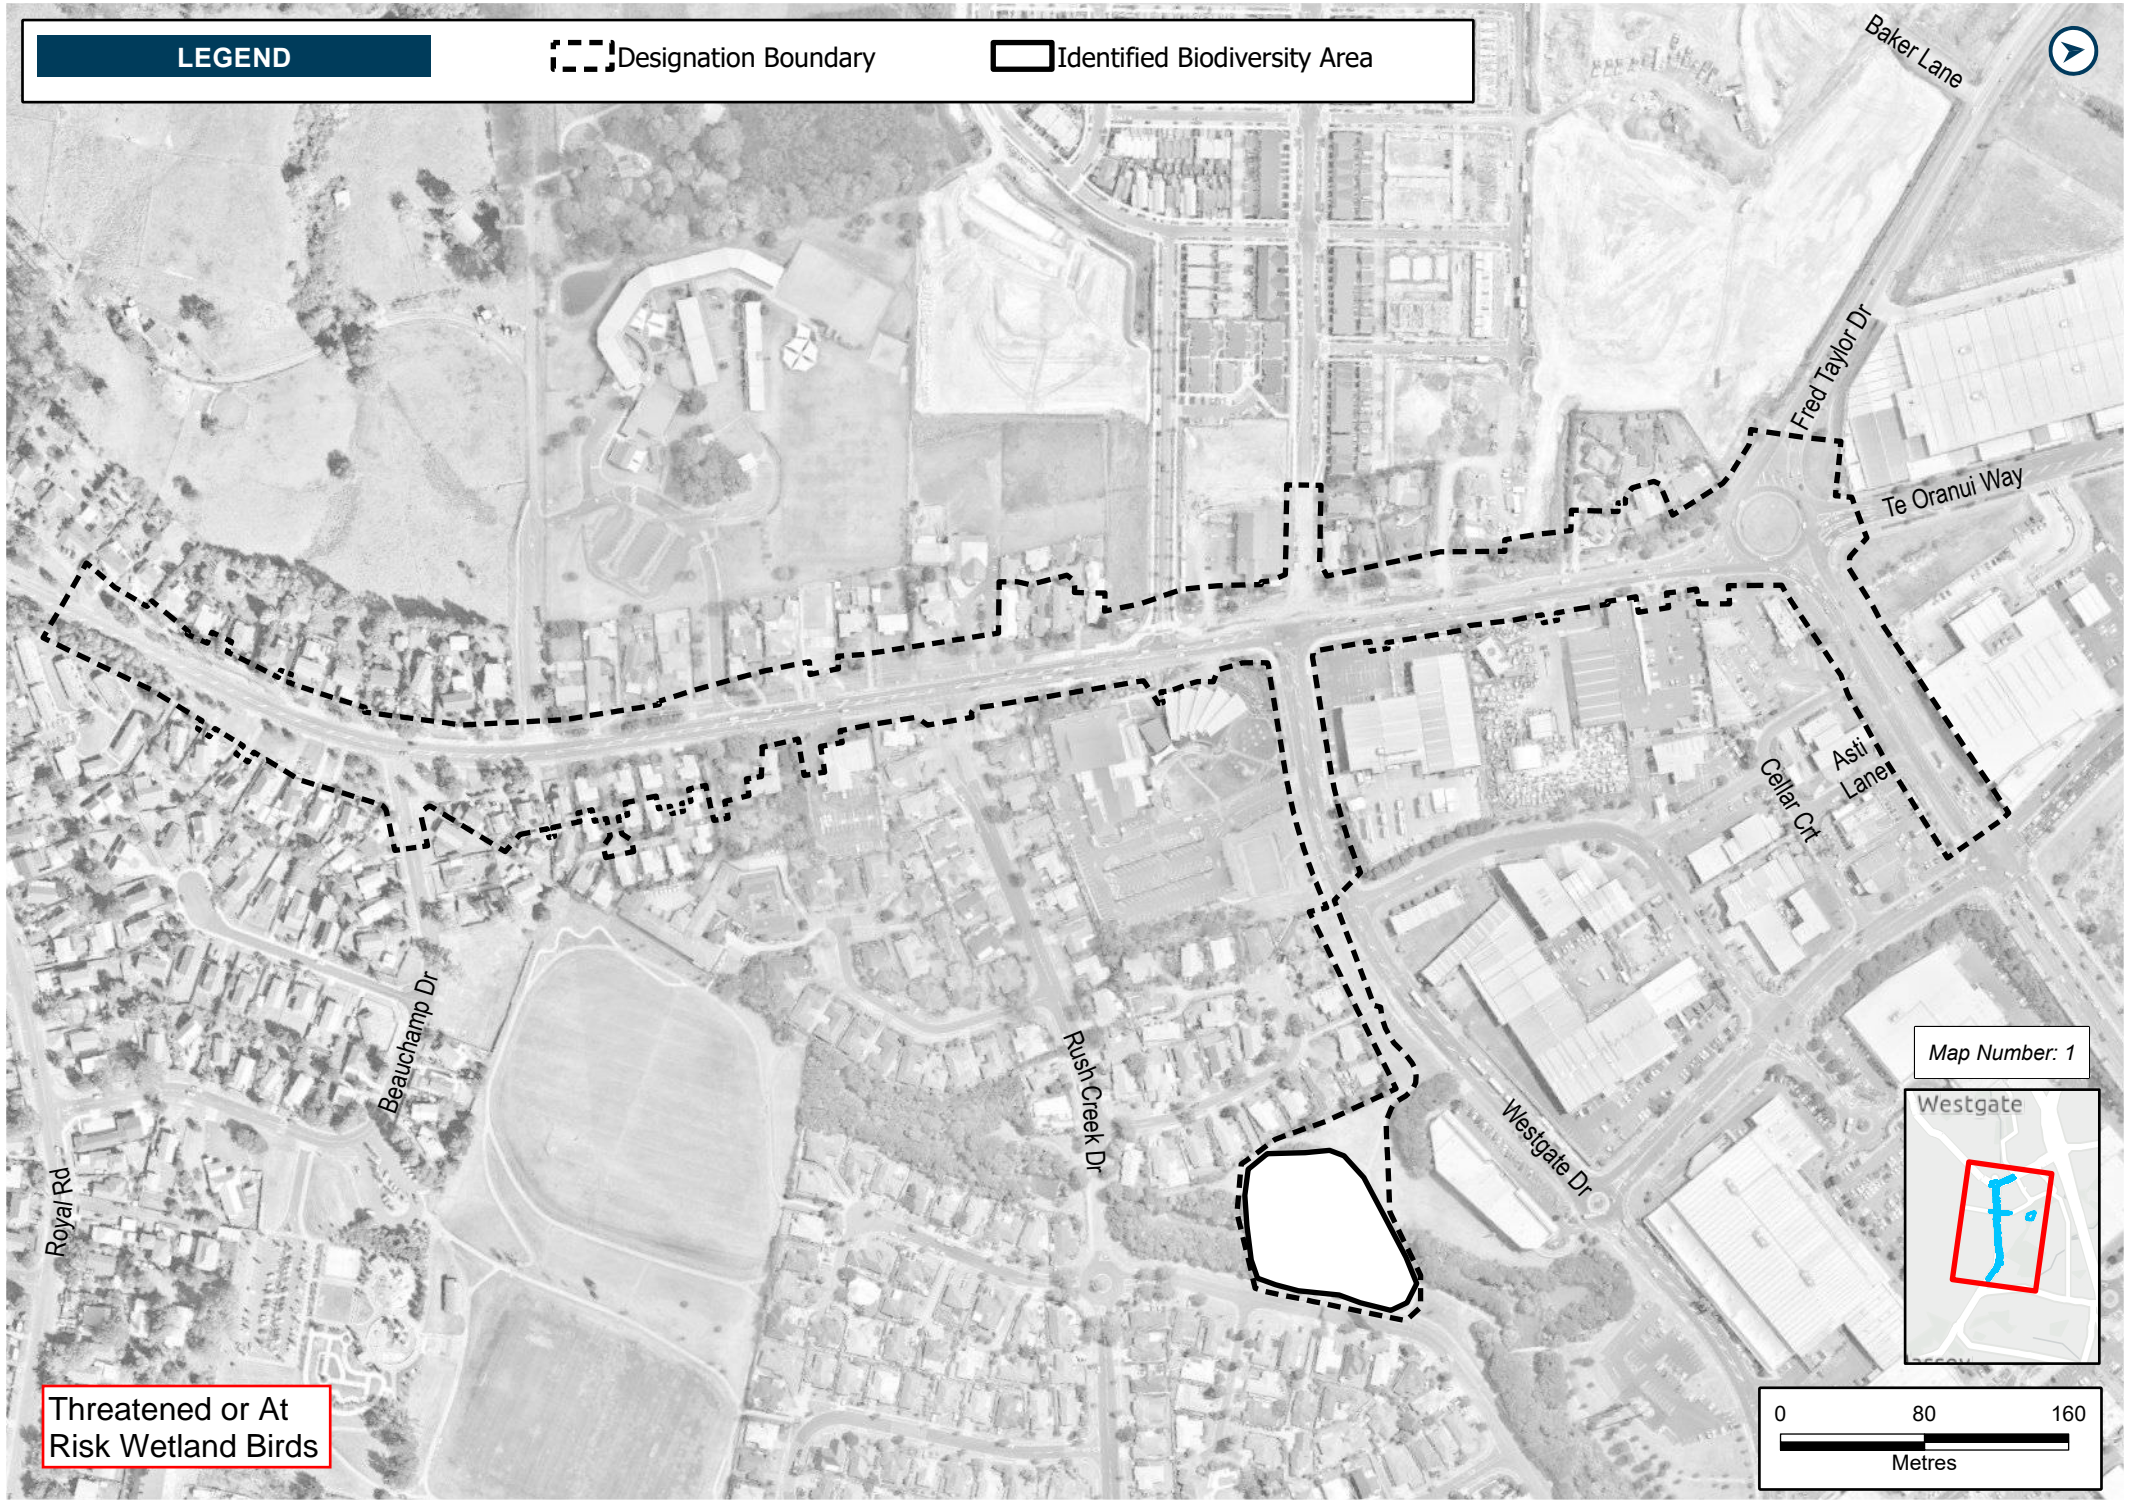 LEGEND
Designation Boundary
Identified Biodiversity Area
Baker Lane
Fred Taylor Dr
Te Oranui Way
Asti
Lane
Cellar Crt
Beauchamp Dr
Rush Creek Dr
Westgate Dr
Royal Rd
Map Number: 1
Westgate
Threatened or At
Risk Wetland Birds
0 80 160
Metres